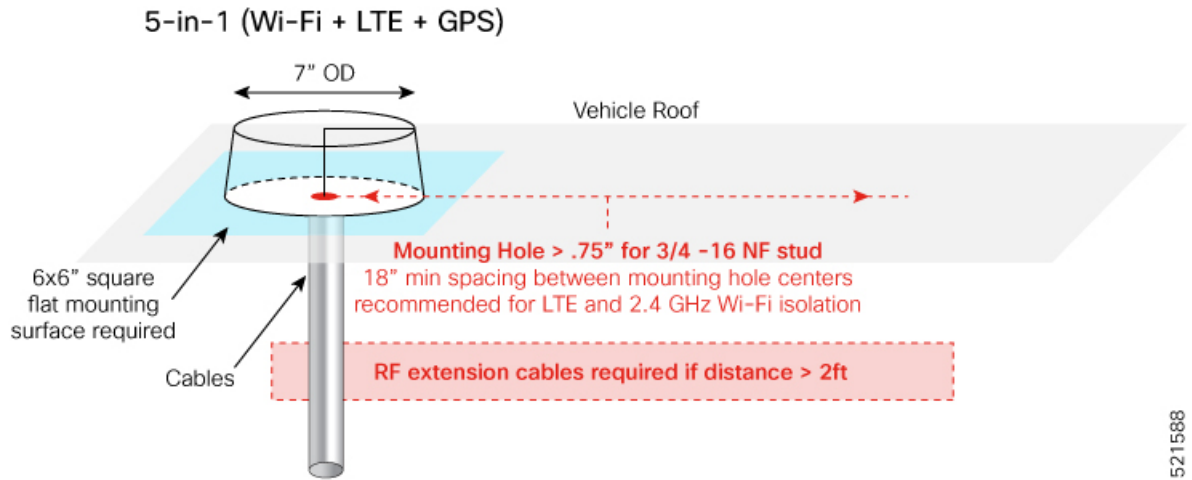 5-in-1 (Wi-Fi + LTE + GPS)
7” OD
Vehicle Roof
Mounting Hole > .75” for 3/4 -16 NF stud
18” min spacing between mounting hole centers
recommended for LTE and 2.4 GHz Wi-Fi isolation
6x6” square
flat mounting
surface required
Cables
RF extension cables required if distance > 2ft
521588